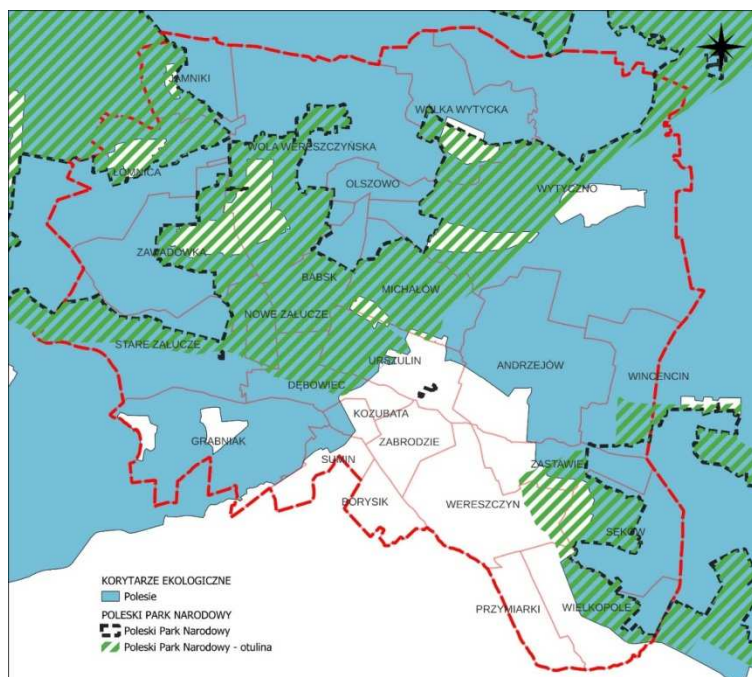 JAMNIKI
WÓLKA WYTYCKA
WOLA WERESZCZYŃSKA
ŁOMNICA
OLSZOWO
WYTYCZNO
ZAWADÓWKA
BABSK
MICHAŁÓW
NOWE ZAŁUCZE
STARE ZAŁUCZE
URSZULIN
ANDRZEJÓW
WINCENCIN
DĘBOWIEC
KOZUBATA
GRABNIAK
ZABRODZIE
SUMIN
ZASTAWIE
BORYSIK
WERESZCZYN
SĘKÓW
PRZYMIARKI
WIELKOPOLE
KORYTARZE EKOLOGICZNE
Polesie
POLESKI PARK NARODOWY
Poleski Park Narodowy
Poleski Park Narodowy - otulina